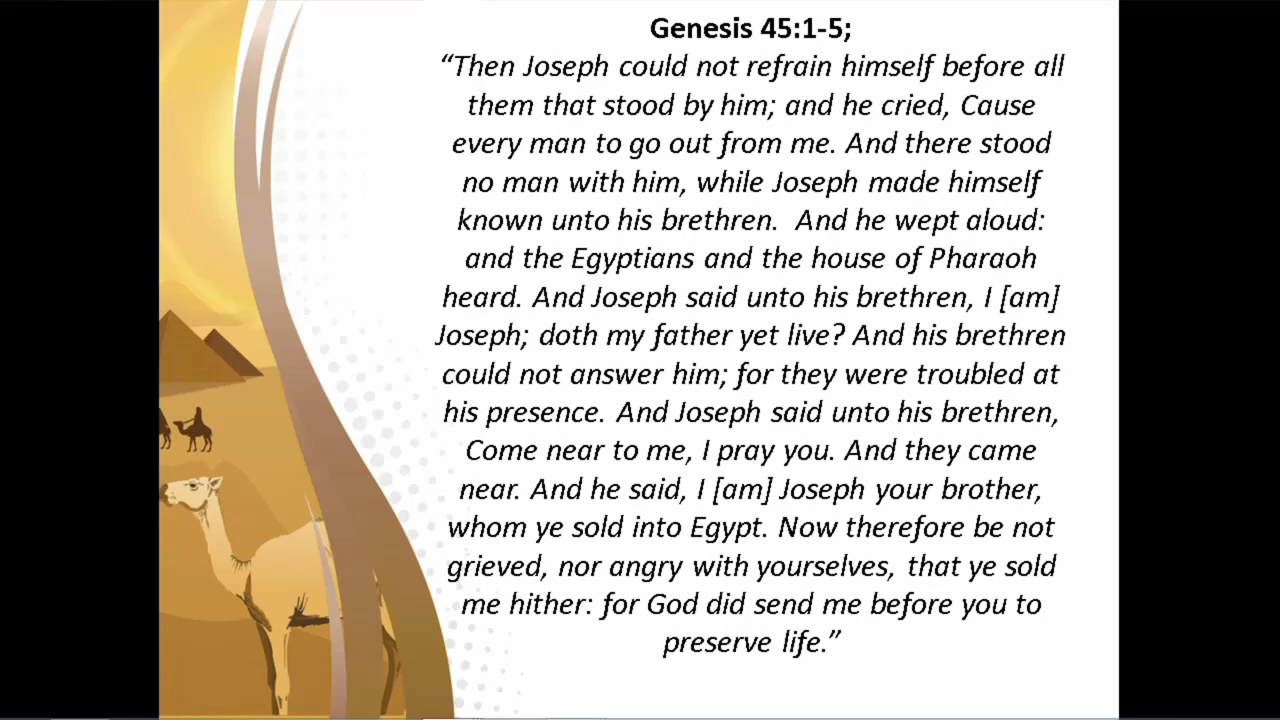 Genesis 45:1-5;
“Then Joseph could not refrain himself before all
them that stood by him; and he cried, Cause
every man to go out from me. And there stood
no man with him, while Joseph made himself
known unto his brethren.  And he wept aloud:
and the Egyptians and the house of Pharaoh
heard. And Joseph said unto his brethren, I [am]
Joseph; doth my father yet live? And his brethren
could not answer him; for they were troubled at
his presence. And Joseph said unto his brethren,
Come near to me, I pray you. And they came
near. And he said, I [am] Joseph your brother,
whom ye sold into Egypt. Now therefore be not
grieved, nor angry with yourselves, that ye sold
me hither: for God did send me before you to
preserve life.”